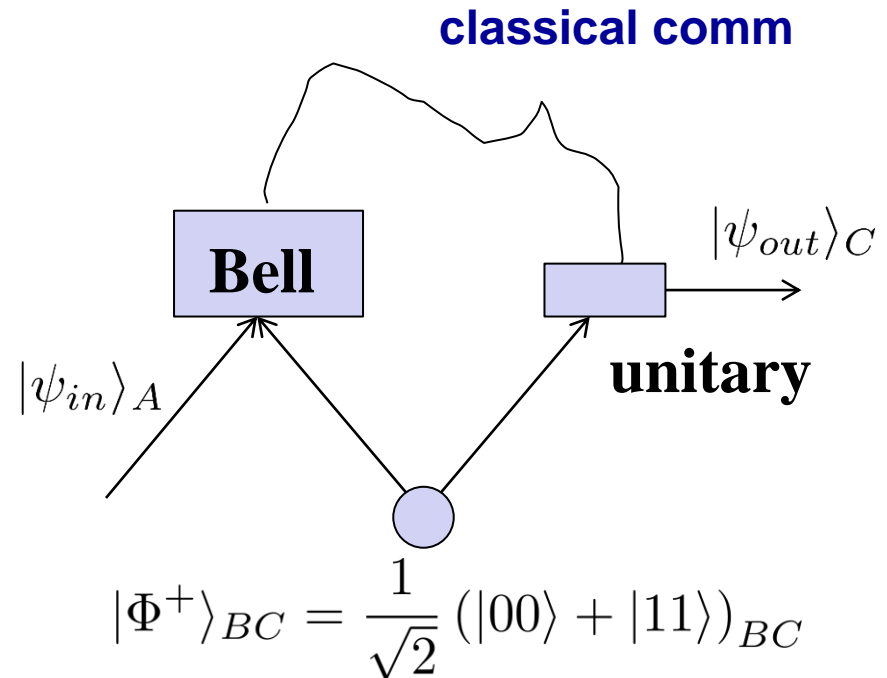 classical comm
|ψ_out⟩_C
Bell
unitary
|ψ_in⟩_A
|Φ⁺⟩_BC = 1/√2 (|00⟩ + |11⟩)_BC